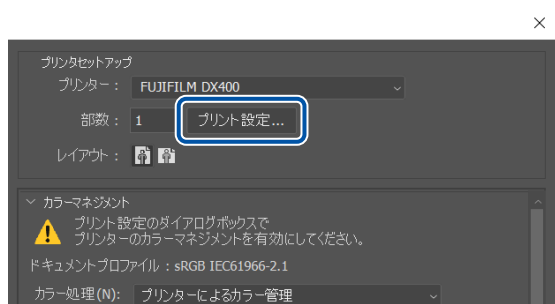 プリンタセットアップ
プリンター： FUJIFILM DX400
部数： 1 プリント設定...
レイアウト：
カラーマネジメント
プリント設定のダイアログボックスで
プリンターのカラーマネジメントを有効にしてください。
ドキュメントプロファイル：sRGB IEC61966-2.1
カラー処理(N): プリンターによるカラー管理